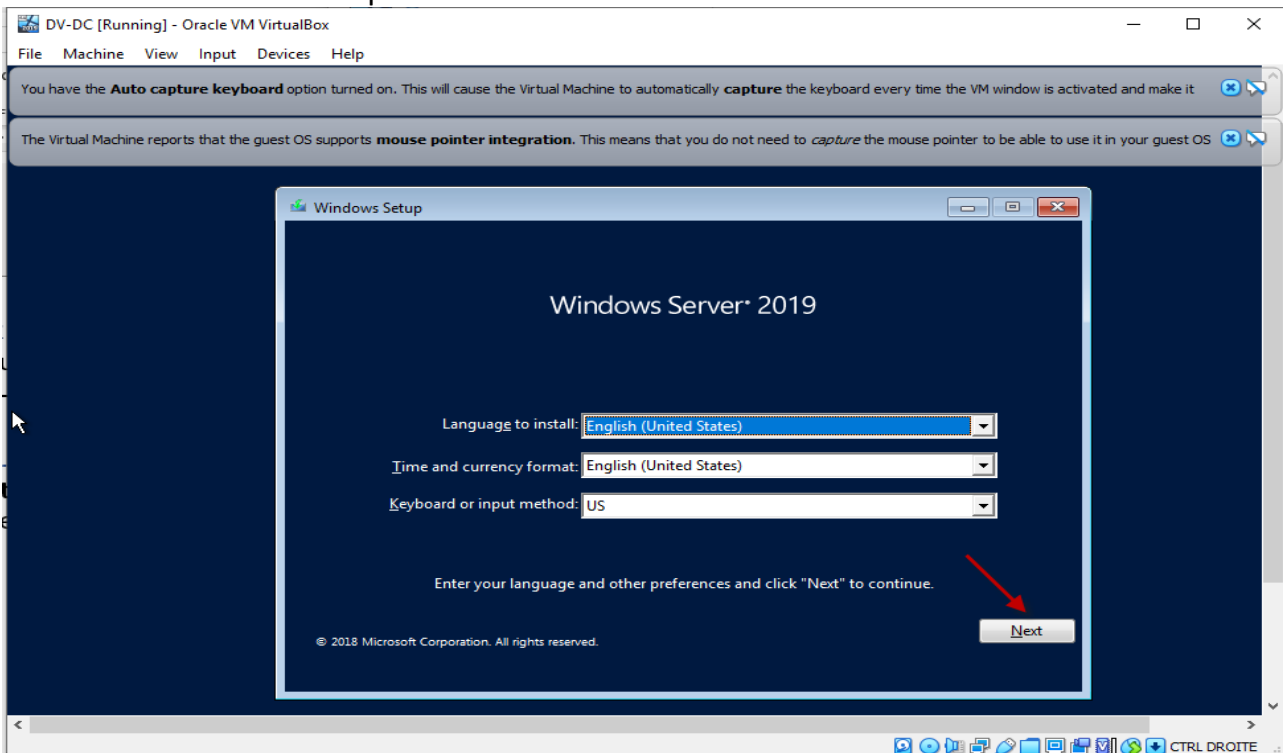 DV-DC [Running] - Oracle VM VirtualBox
File Machine View Input Devices Help
You have the Auto capture keyboard option turned on. This will cause the Virtual Machine to automatically capture the keyboard every time the VM window is activated and make it
The Virtual Machine reports that the guest OS supports mouse pointer integration. This means that you do not need to capture the mouse pointer to be able to use it in your guest OS
Windows Setup
Windows Server® 2019
Language to install: English (United States)
Time and currency format: English (United States)
Keyboard or input method: US
Enter your language and other preferences and click "Next" to continue.
Next
© 2018 Microsoft Corporation. All rights reserved.
CTRL DROITE